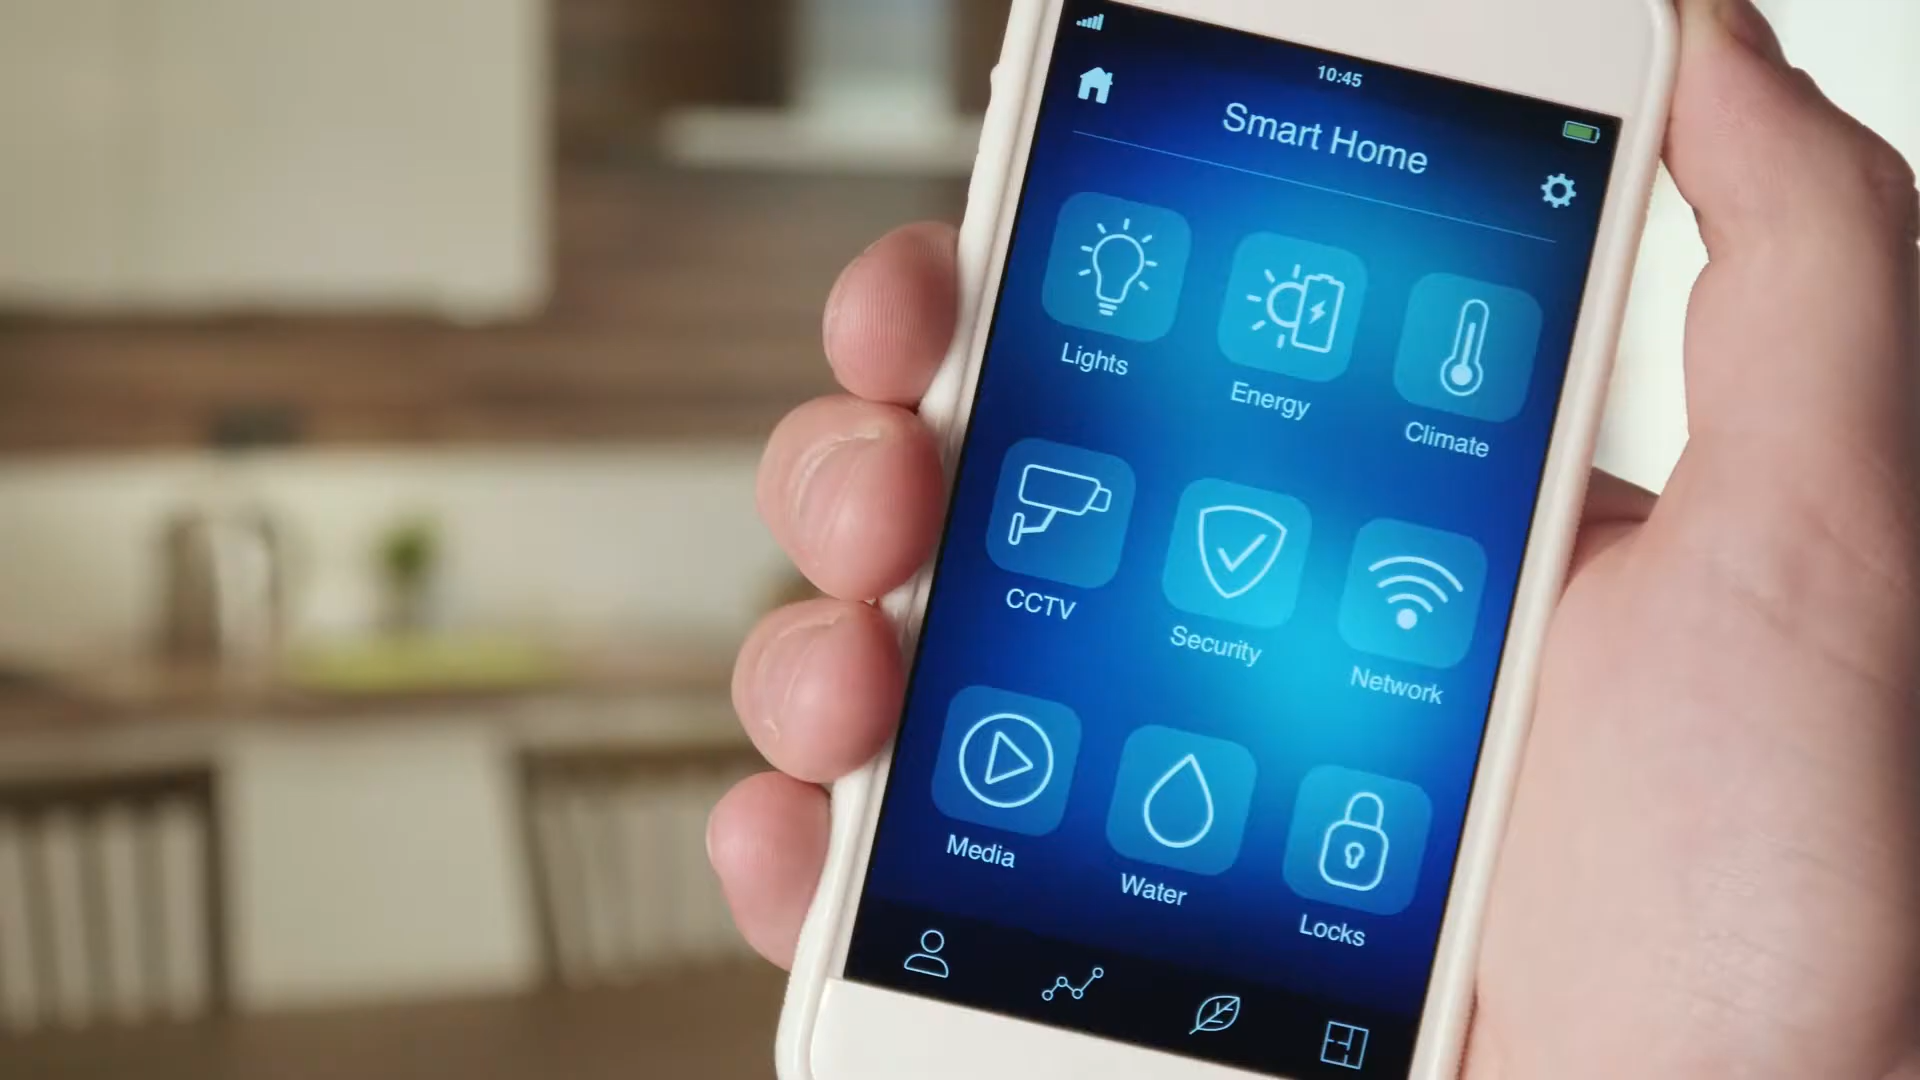 10:45
Smart Home
Lights
Energy
Climate
CCTV
Security
Network
Media
Water
Locks